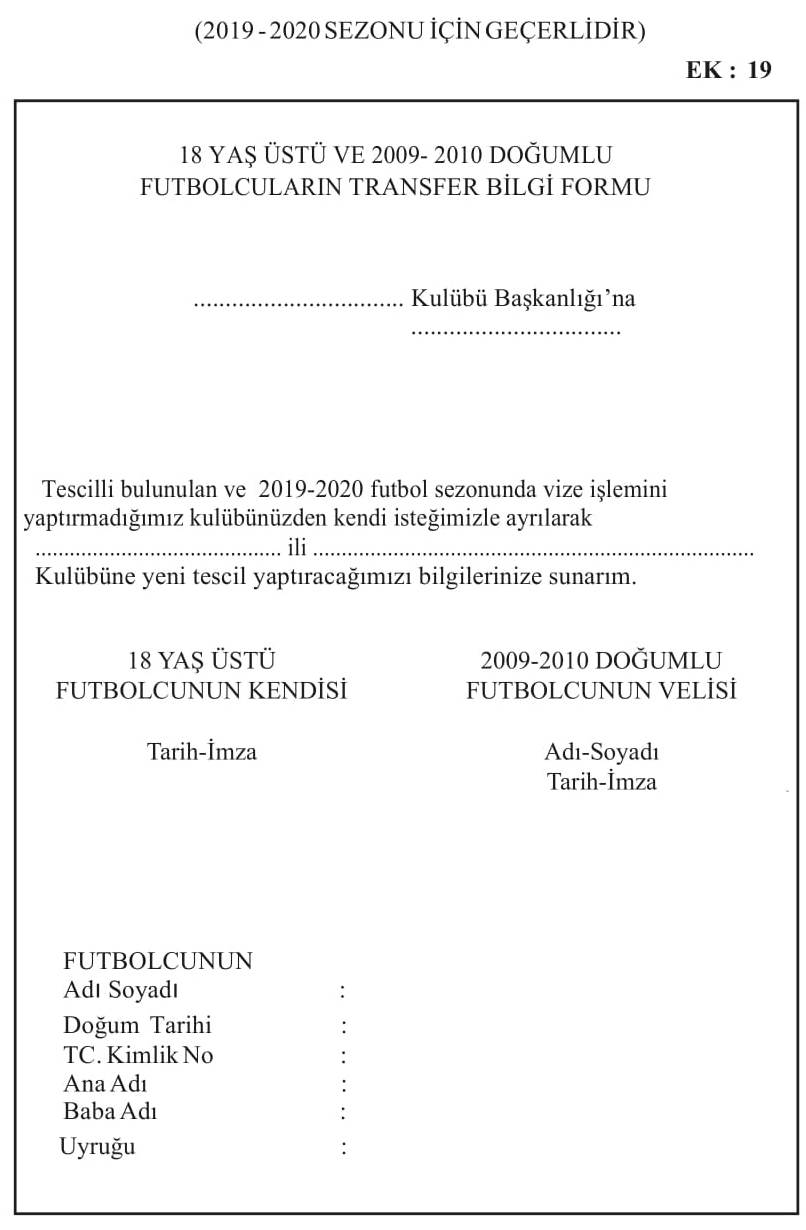 (2019 - 2020 SEZONU İÇİN GEÇERLİDİR)
EK : 19
18 YAŞ ÜSTÜ VE 2009- 2010 DOĞUMLU
FUTBOLCULARIN TRANSFER BİLGİ FORMU
................................. Kulübü Başkanlığı’na
.................................
Tescilli bulunulan ve 2019-2020 futbol sezonunda vize işlemini
yaptırmadığımız kulübünüzden kendi isteğimizle ayrılarak
.......................................... ili ............................................................................
Kulübüne yeni tescil yaptıracağımızı bilgilerinize sunarım.
18 YAŞ ÜSTÜ 2009-2010 DOĞUMLU
FUTBOLCUNUN KENDİSİ FUTBOLCUNUN VELİSİ
Tarih-İmza Adı-Soyadı
Tarih-İmza
FUTBOLCUNUN
Adı Soyadı :
Doğum Tarihi :
TC. Kimlik No :
Ana Adı :
Baba Adı :
Uyruğu :